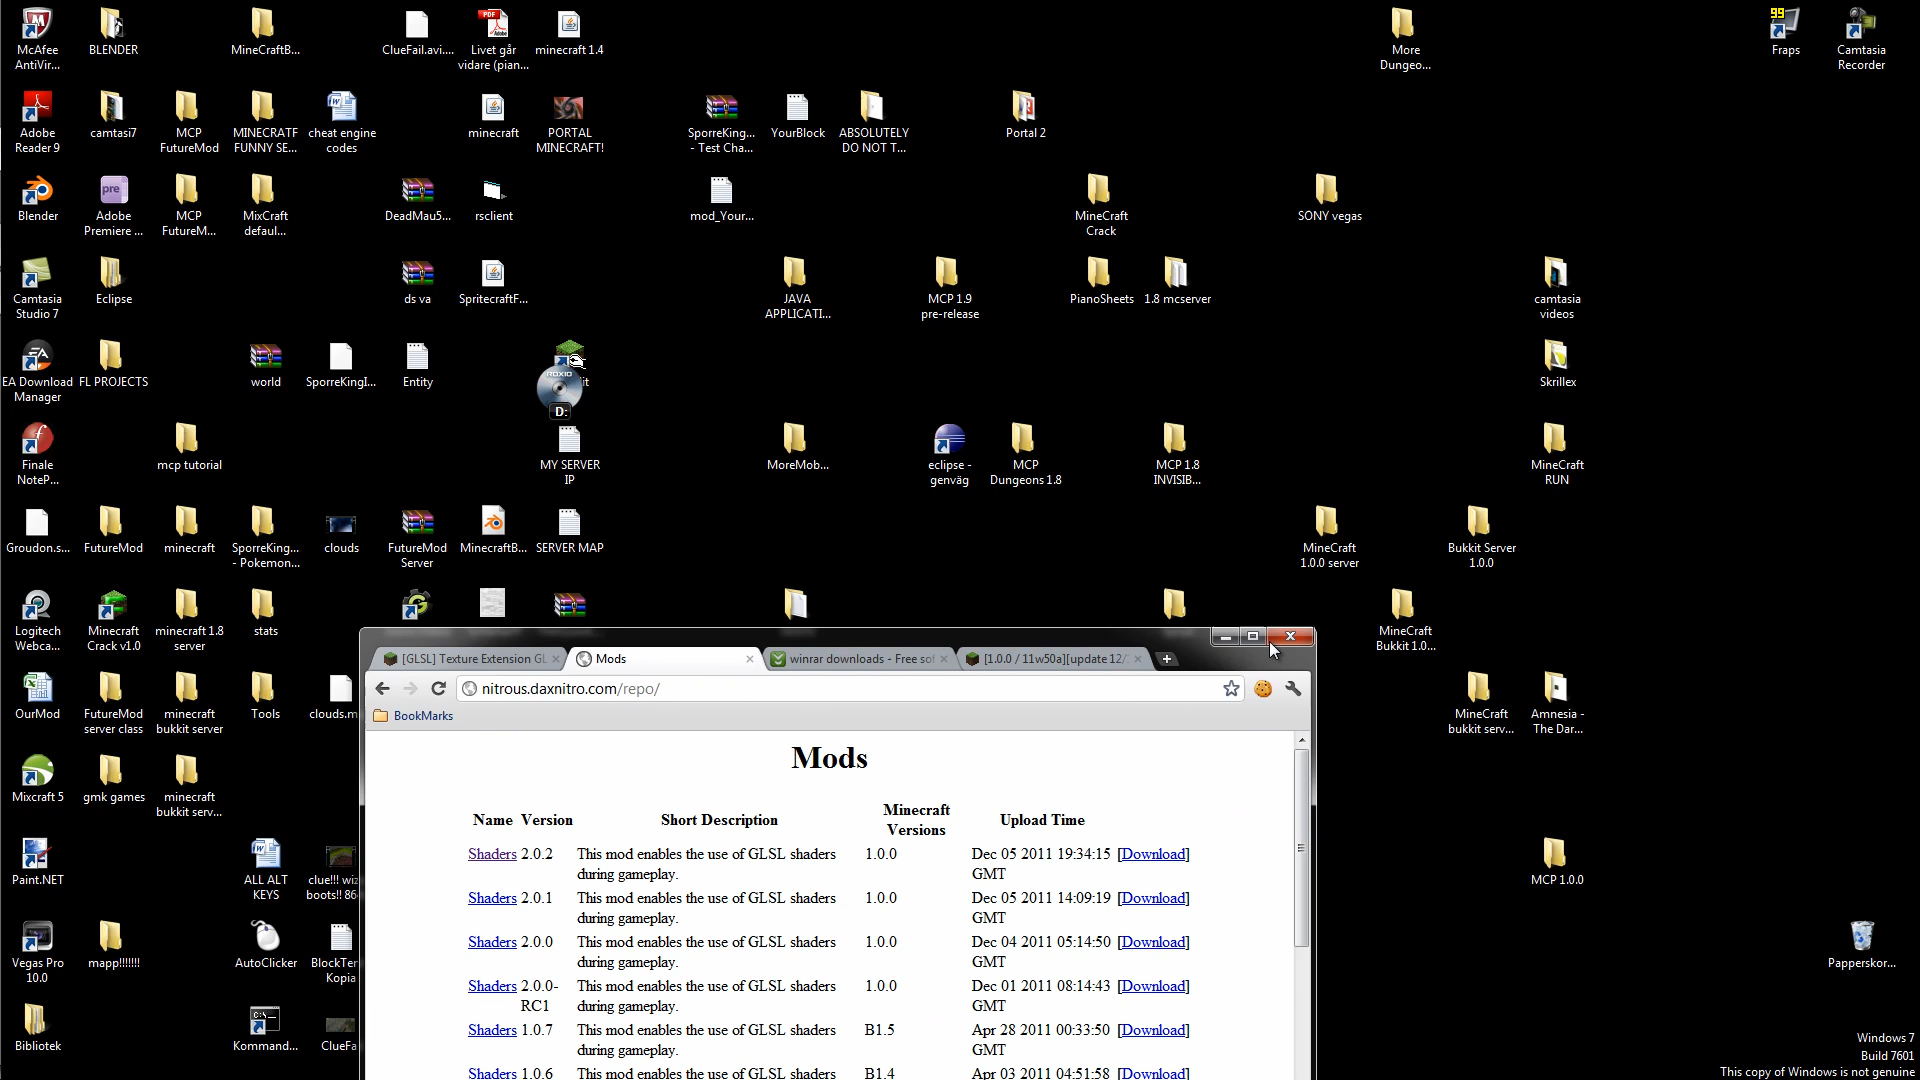 McAfee
AntiVir...
BLENDER
MineCraftB...
ClueFail.avi....
Livet går
vidare (pian...
minecraft 1.4
More
Dungeo...
99
Fraps
Camtasia
Recorder
Adobe
Reader 9
camtasi7
MCP
FutureMod
MINECRATF
FUNNY SE...
cheat engine
codes
minecraft
PORTAL
MINECRAFT!
SporreKing...
- Test Cha...
YourBlock
ABSOLUTELY
DO NOT T...
Portal 2
Blender
Adobe
Premiere ...
MCP
FutureM...
MixCraft
defaul...
DeadMau5...
rsclient
mod_Your...
MineCraft
Crack
SONY vegas
Camtasia
Studio 7
Eclipse
ds va
SpritecraftF...
JAVA
APPLICATI...
MCP 1.9
pre-release
PianoSheets
1.8 mcserver
camtasia
videos
EA Download
Manager
FL PROJECTS
world
SporreKingI...
Entity
ROXIO
D:
Skrillex
Finale
NoteP...
mcp tutorial
MY SERVER
IP
MoreMob...
eclipse -
genväg
MCP
Dungeons 1.8
MCP 1.8
INVISIB...
MineCraft
RUN
Groudon.s...
FutureMod
minecraft
SporreKing...
- Pokemon...
clouds
FutureMod
Server
MinecraftB...
SERVER MAP
MineCraft
1.0.0 server
Bukkit Server
1.0.0
Logitech
Webca...
Minecraft
Crack v1.0
minecraft 1.8
server
stats
MineCraft
Bukkit 1.0...
[GLSL] Texture Extension GL
Mods
winrar downloads - Free sof
[1.0.0 / 11w50a][update 12/
nitrous.daxnitro.com/repo/
BookMarks
OurMod
FutureMod
server class
minecraft
bukkit server
Tools
clouds.m
MineCraft
bukkit serv...
Amnesia -
The Dar...
Mixcraft 5
gmk games
minecraft
bukkit serv...
Paint.NET
ALL ALT
KEYS
clue!!! wiz
boots!! 86
MCP 1.0.0
Vegas Pro
10.0
mapp!!!!!!!
AutoClicker
BlockTer
Kopia
Papperskor...
Bibliotek
Kommand...
ClueFa
Mods
Name Version Short Description Minecraft Versions Upload Time
Shaders 2.0.2 This mod enables the use of GLSL shaders 1.0.0 Dec 05 2011 19:34:15 [Download]
during gameplay. GMT
Shaders 2.0.1 This mod enables the use of GLSL shaders 1.0.0 Dec 05 2011 14:09:19 [Download]
during gameplay. GMT
Shaders 2.0.0 This mod enables the use of GLSL shaders 1.0.0 Dec 04 2011 05:14:50 [Download]
during gameplay. GMT
Shaders 2.0.0- This mod enables the use of GLSL shaders 1.0.0 Dec 01 2011 08:14:43 [Download]
RC1 during gameplay. GMT
Shaders 1.0.7 This mod enables the use of GLSL shaders B1.5 Apr 28 2011 00:33:50 [Download]
during gameplay. GMT
Shaders 1.0.6 This mod enables the use of GLSL shaders B1.4 Apr 03 2011 04:51:58 [Download]
Windows 7
Build 7601
This copy of Windows is not genuine